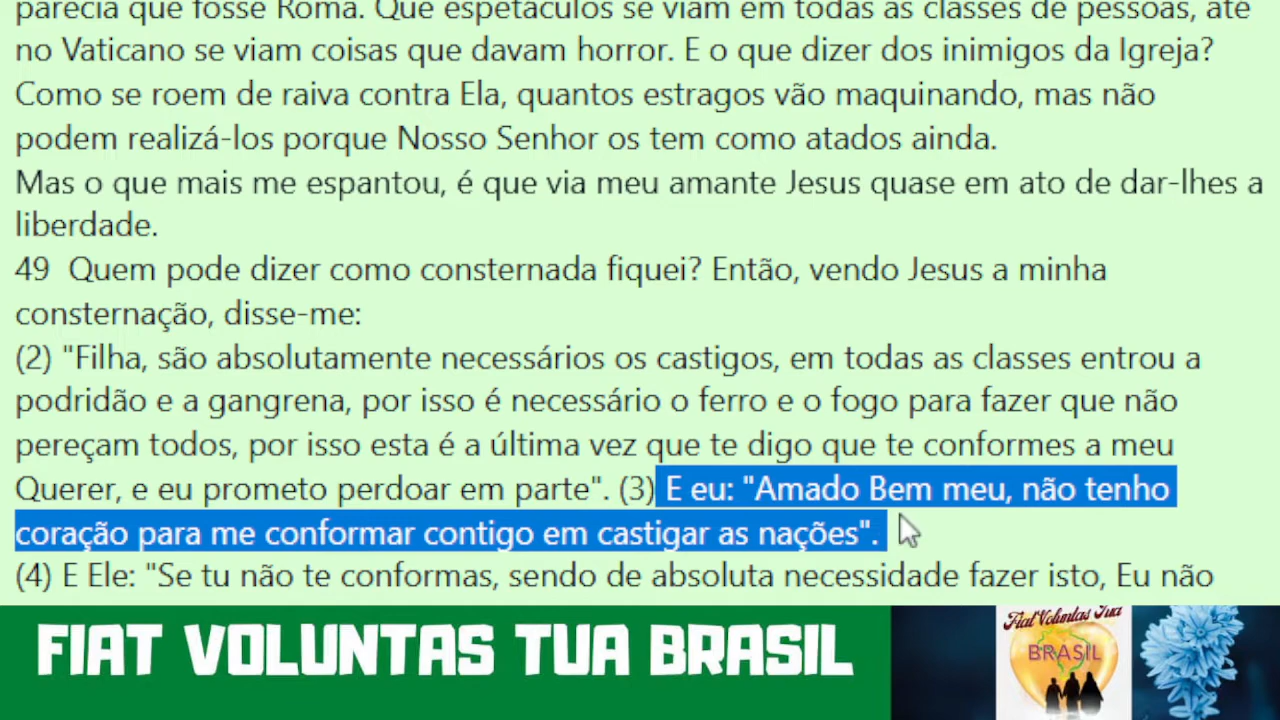 parecia que fosse Roma. Que espetáculos se viam em todas as classes de pessoas, até
no Vaticano se viam coisas que davam horror. E o que dizer dos inimigos da Igreja?
Como se roem de raiva contra Ela, quantos estragos vão maquinando, mas não
podem realizá-los porque Nosso Senhor os tem como atados ainda.
Mas o que mais me espantou, é que via meu amante Jesus quase em ato de dar-lhes a
liberdade.
49  Quem pode dizer como consternada fiquei? Então, vendo Jesus a minha
consternação, disse-me:
(2) "Filha, são absolutamente necessários os castigos, em todas as classes entrou a
podridão e a gangrena, por isso é necessário o ferro e o fogo para fazer que não
pereçam todos, por isso esta é a última vez que te digo que te conformes a meu
Querer, e eu prometo perdoar em parte". (3) E eu: "Amado Bem meu, não tenho
coração para me conformar contigo em castigar as nações".
(4) E Ele: "Se tu não te conformas, sendo de absoluta necessidade fazer isto, Eu não
FIAT VOLUNTAS TUA BRASIL
Fiat Voluntas Tua
BRASIL